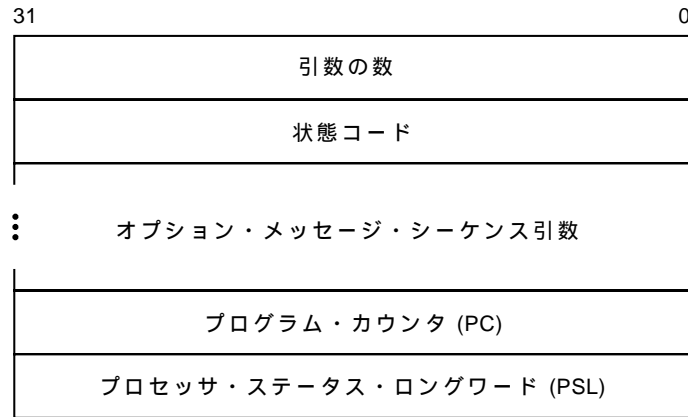 31 0
引数の数
状態コード
オプション・メッセージ・シーケンス引数
プログラム・カウンタ (PC)
プロセッサ・ステータス・ロングワード (PSL)